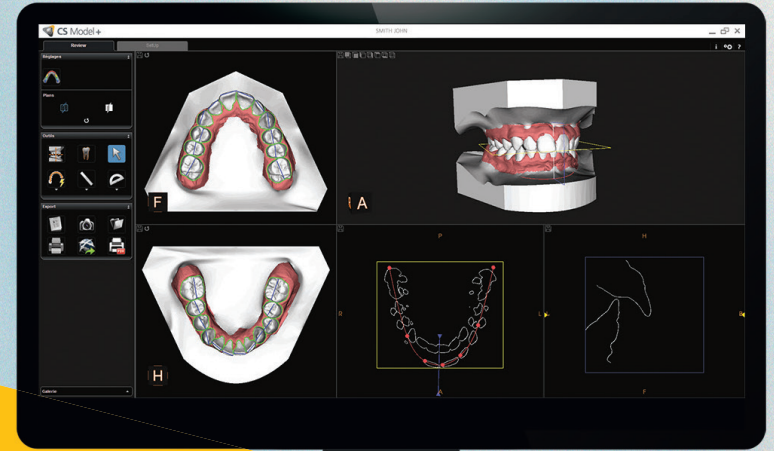 CS Model+
SMITH JOHN
Review
Setup
i
?
Réglages
Plans
Outils
Export
Galerie
F
A
H
P
R
L
A
H
F